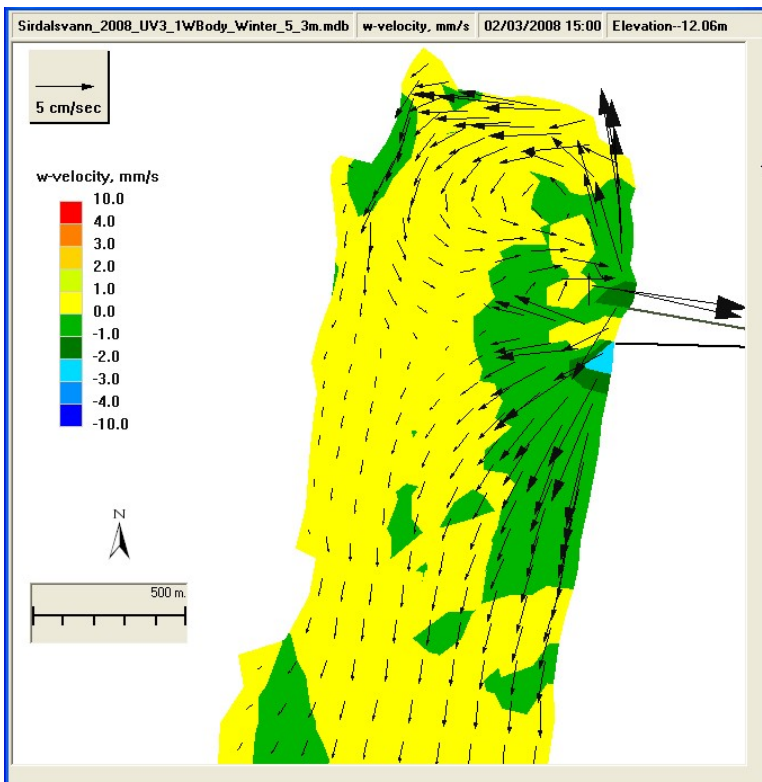 Sirdalsvann_2008_UV3_1WBody_Winter_5_3m.mdb w-velocity, mm/s 02/03/2008 15:00 Elevation--12.06m
5 cm/sec
w-velocity, mm/s
10.0
4.0
3.0
2.0
1.0
0.0
-1.0
-2.0
-3.0
-4.0
-10.0
N
500 m.